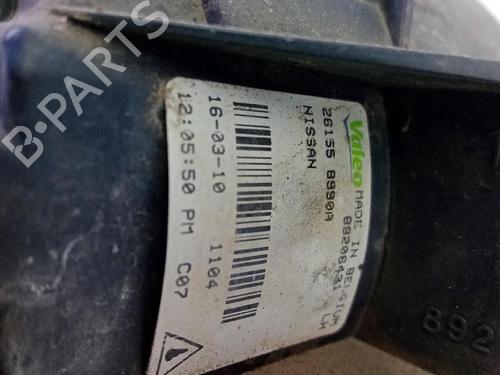 B-PARTS
Valeo MADE IN BELGIUM
89208431 LH
26155 8990A
NISSAN
1104
16-03-10
12:05:50 PM C07
892